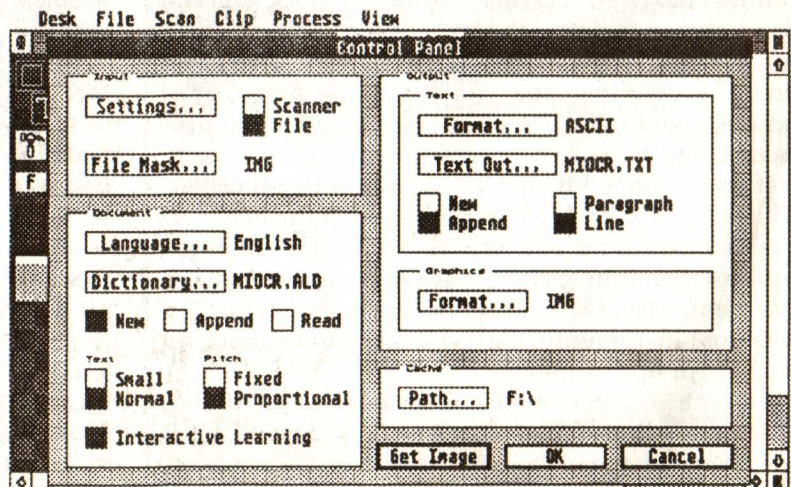 Desk File Scan Clip Process View
Control Panel
Input
Settings...
Scanner
File
File Mask...
IMG
Document
Language...
English
Dictionary...
MIOCR.ALD
New
Append
Read
Text
Small
Normal
Pitch
Fixed
Proportional
Interactive Learning
Output
Text
Format...
ASCII
Text Out...
MIOCR.TXT
New
Append
Paragraph
Line
Graphics
Format...
IMG
Cache
Path...
F:\
Get Image
OK
Cancel
F